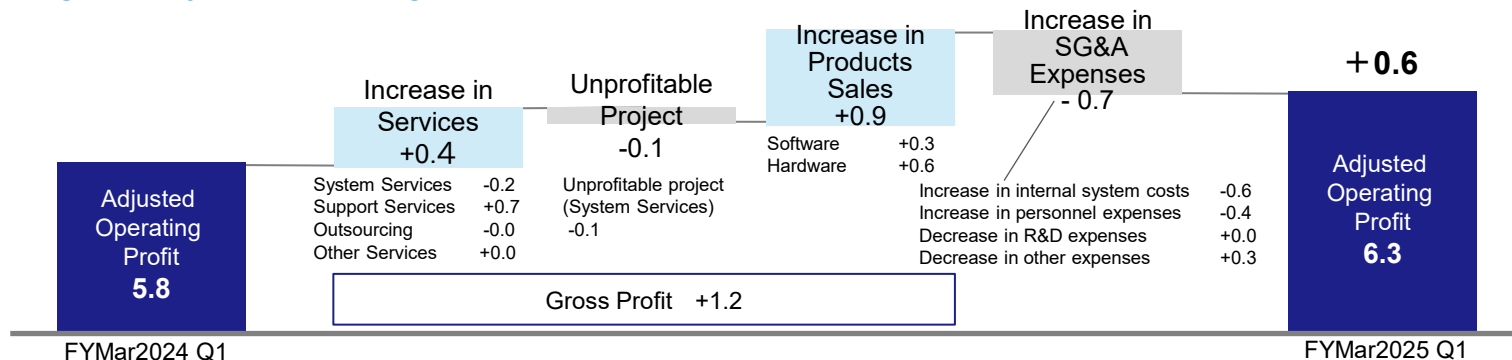 Adjusted
Operating
Profit
5.8
FYMar2024 Q1
Increase in
Services
+0.4
System Services -0.2
Support Services +0.7
Outsourcing -0.0
Other Services +0.0
Unprofitable
Project
-0.1
Unprofitable project
(System Services)
-0.1
Increase in
Products
Sales
+0.9
Software +0.3
Hardware +0.6
Gross Profit +1.2
Increase in
SG&A
Expenses
- 0.7
Increase in internal system costs -0.6
Increase in personnel expenses -0.4
Decrease in R&D expenses +0.0
Decrease in other expenses +0.3
+0.6
Adjusted
Operating
Profit
6.3
FYMar2025 Q1